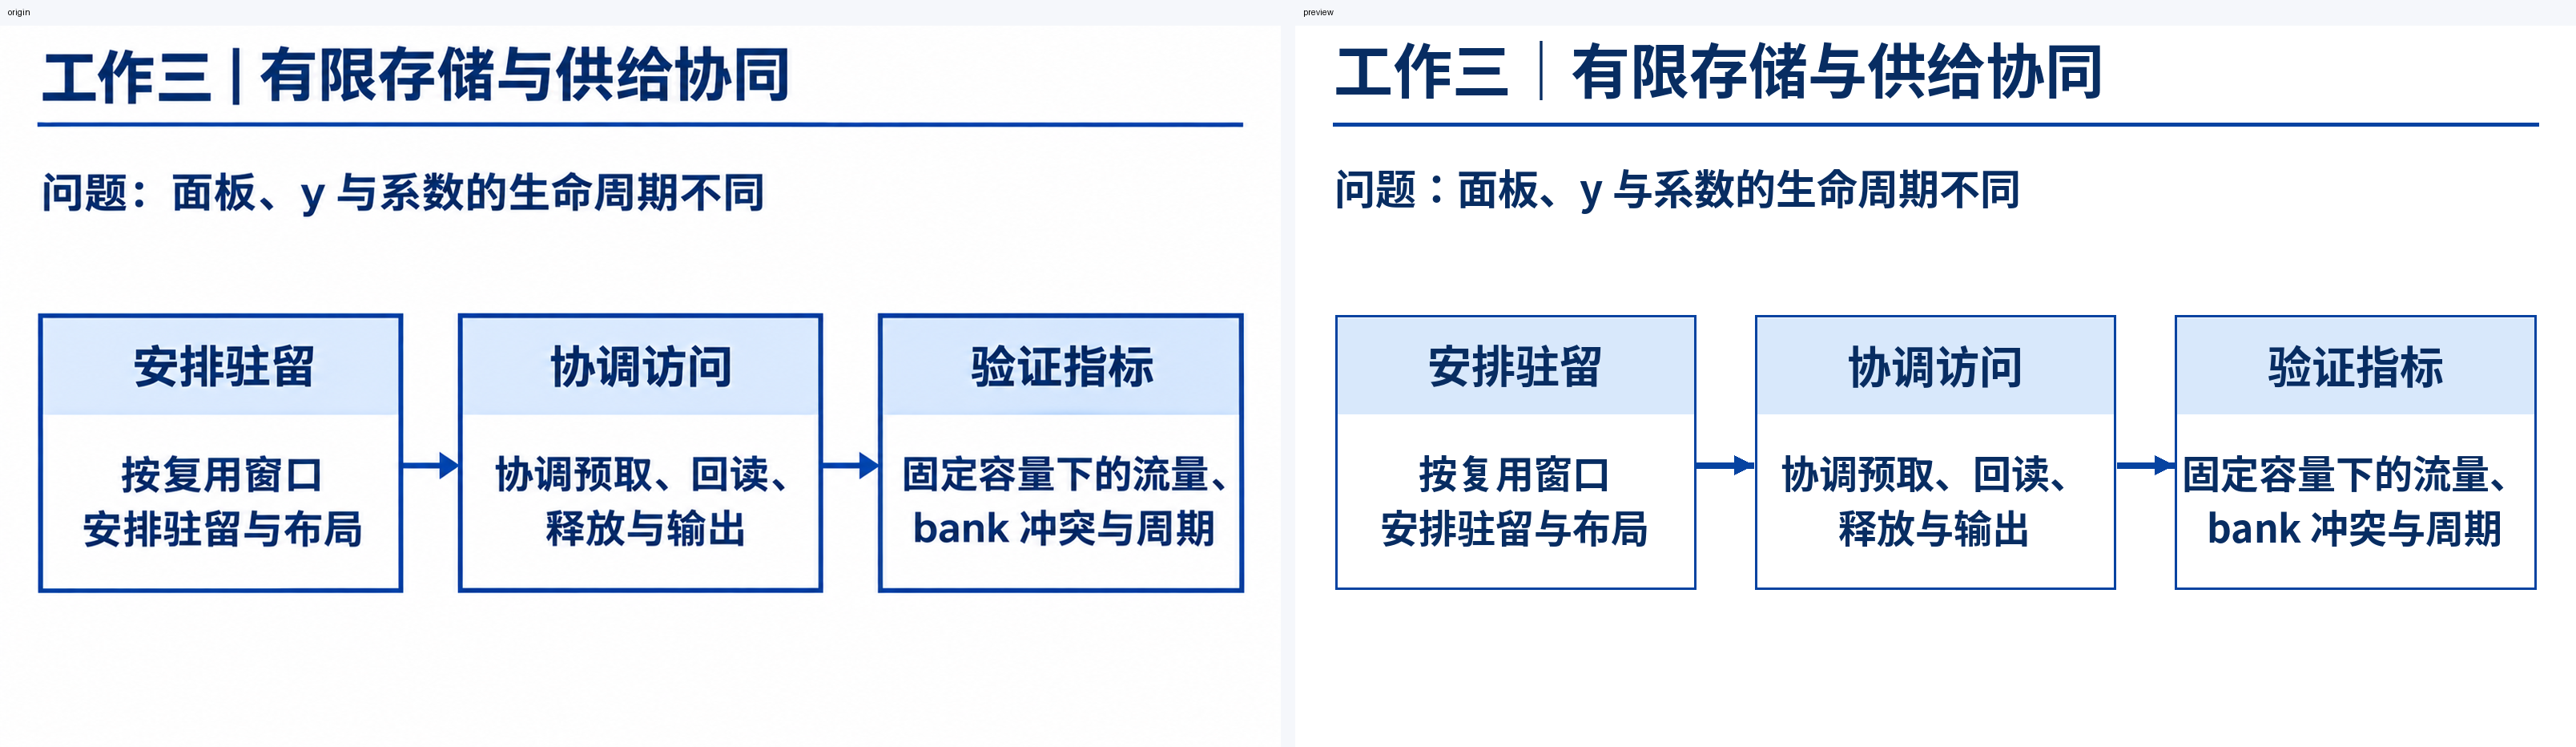 origin
工作三 | 有限存储与供给协同
问题：面板、y 与系数的生命周期不同
安排驻留
按复用窗口
安排驻留与布局
协调访问
协调预取、回读、
释放与输出
验证指标
固定容量下的流量、
bank 冲突与周期
preview
工作三｜有限存储与供给协同
问题：面板、y 与系数的生命周期不同
安排驻留
按复用窗口
安排驻留与布局
协调访问
协调预取、回读、
释放与输出
验证指标
固定容量下的流量、
bank 冲突与周期